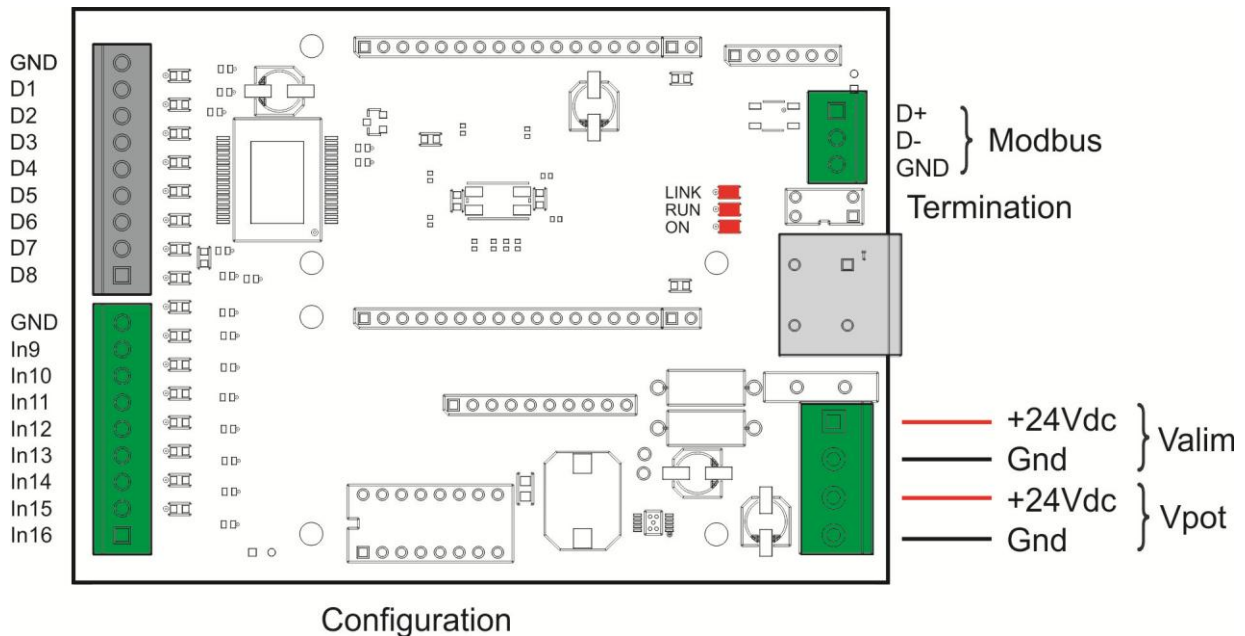 GND
D1
D2
D3
D4
D5
D6
D7
D8
GND
In9
In10
In11
In12
In13
In14
In15
In16
LINK
RUN
ON
D+
D-
GND
Modbus
Termination
+24Vdc
Gnd
Valim
+24Vdc
Gnd
Vpot
Configuration